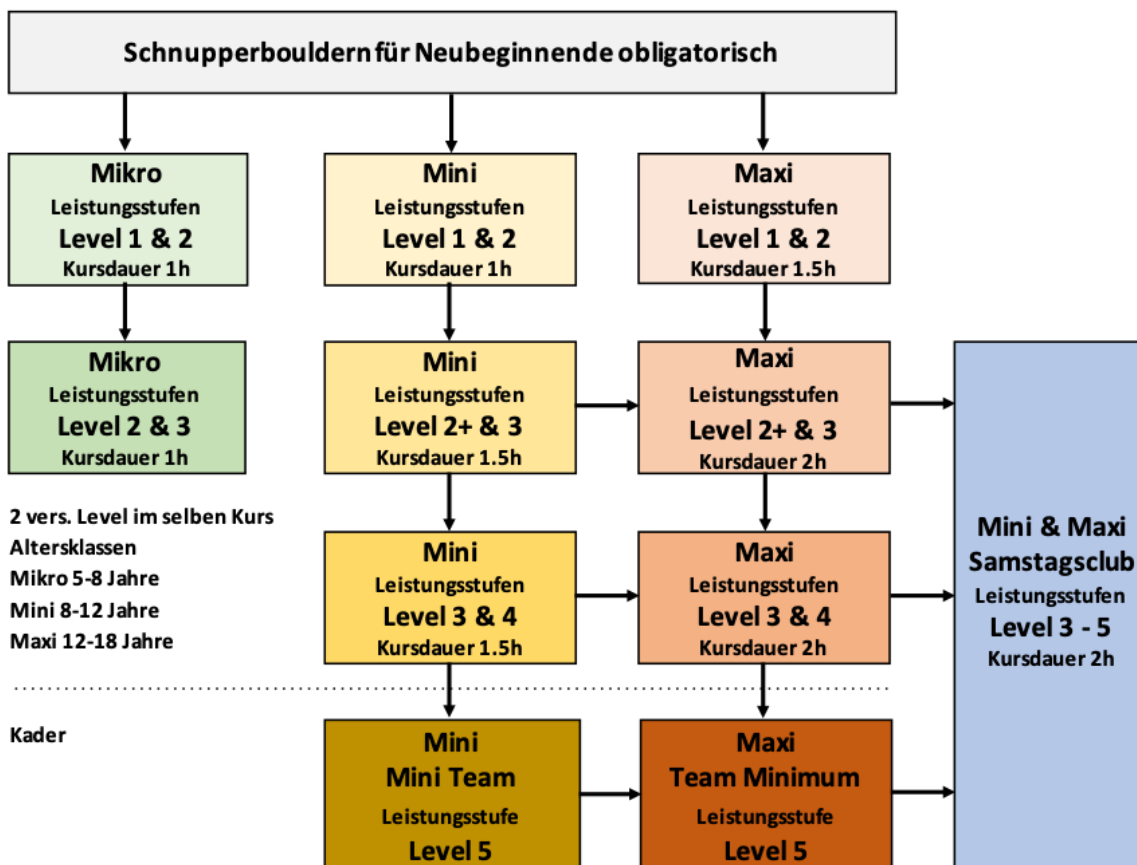 Schnupperbouldern für Neubeginnende obligatorisch
Mikro
Leistungsstufen
Level 1 & 2
Kursdauer 1h
Mini
Leistungsstufen
Level 1 & 2
Kursdauer 1h
Maxi
Leistungsstufen
Level 1 & 2
Kursdauer 1.5h
Mikro
Leistungsstufen
Level 2 & 3
Kursdauer 1h
Mini
Leistungsstufen
Level 2+ & 3
Kursdauer 1.5h
Maxi
Leistungsstufen
Level 2+ & 3
Kursdauer 2h
2 vers. Level im selben Kurs
Altersklassen
Mikro 5-8 Jahre
Mini 8-12 Jahre
Maxi 12-18 Jahre
Mini
Leistungsstufen
Level 3 & 4
Kursdauer 1.5h
Maxi
Leistungsstufen
Level 3 & 4
Kursdauer 2h
Mini & Maxi
Samstagsclub
Leistungsstufen
Level 3 - 5
Kursdauer 2h
Kader
Mini
Mini Team
Leistungsstufe
Level 5
Maxi
Team Minimum
Leistungsstufe
Level 5